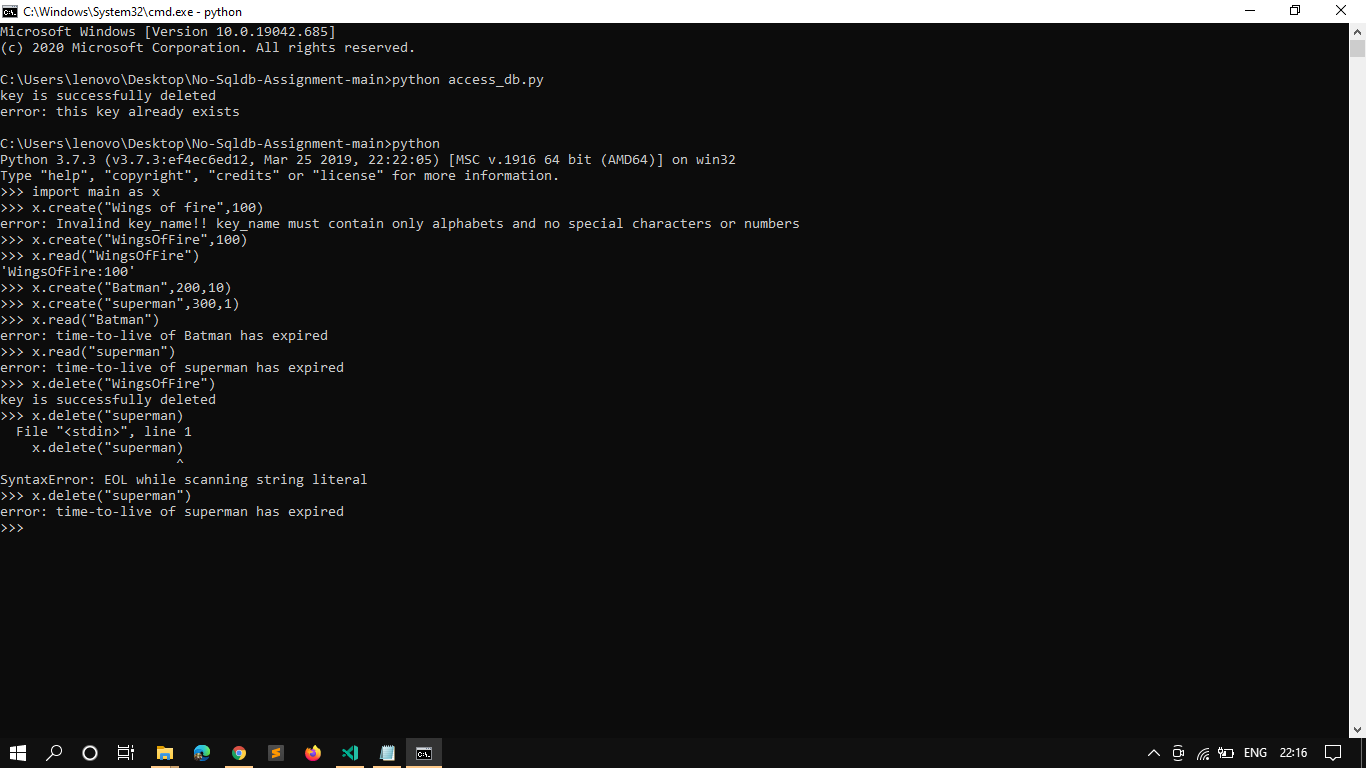 C:\Windows\System32\cmd.exe - python
Microsoft Windows [Version 10.0.19042.685]
(c) 2020 Microsoft Corporation. All rights reserved.
C:\Users\lenovo\Desktop\No-Sqldb-Assignment-main>python access_db.py
key is successfully deleted
error: this key already exists
C:\Users\lenovo\Desktop\No-Sqldb-Assignment-main>python
Python 3.7.3 (v3.7.3:ef4ec6ed12, Mar 25 2019, 22:22:05) [MSC v.1916 64 bit (AMD64)] on win32
Type "help", "copyright", "credits" or "license" for more information.
>>> import main as x
>>> x.create("Wings of fire",100)
error: Invalind key_name!! key_name must contain only alphabets and no special characters or numbers
>>> x.create("WingsOfFire",100)
>>> x.read("WingsOfFire")
'WingsOfFire:100'
>>> x.create("Batman",200,10)
>>> x.create("superman",300,1)
>>> x.read("Batman")
error: time-to-live of Batman has expired
>>> x.read("superman")
error: time-to-live of superman has expired
>>> x.delete("WingsOfFire")
key is successfully deleted
>>> x.delete("superman)
  File "<stdin>", line 1
    x.delete("superman)
                      ^
SyntaxError: EOL while scanning string literal
>>> x.delete("superman")
error: time-to-live of superman has expired
>>>
ENG 22:16